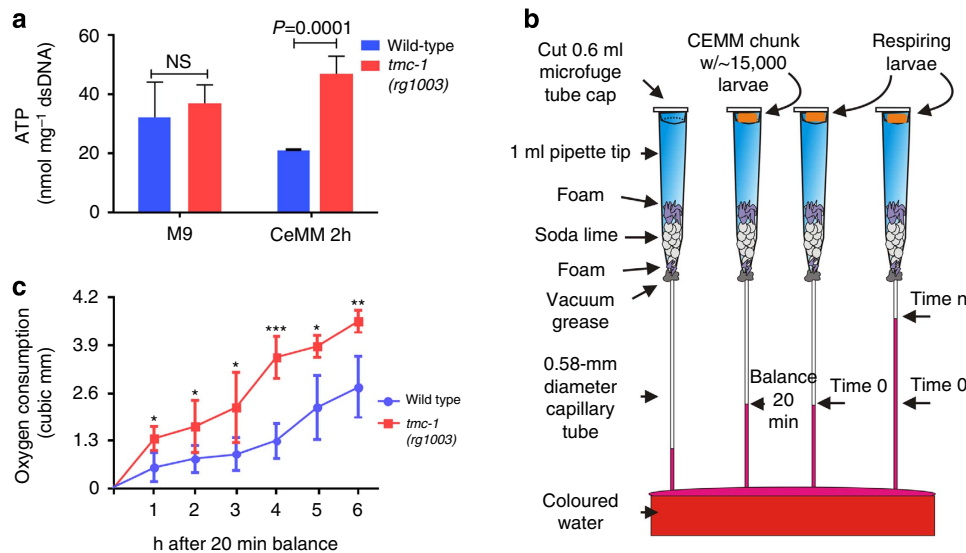 a
60
40
20
0
ATP
(nmol mg⁻¹ dsDNA)
NS
P=0.0001
Wild-type
tmc-1
(rg1003)
M9
CeMM 2h
b
Cut 0.6 ml
microfuge
tube cap
CEMM chunk
w/~15,000
larvae
Respiring
larvae
1 ml pipette tip
Foam
Soda lime
Foam
Vacuum
grease
0.58-mm
diameter
capillary
tube
Balance
20
min
Time 0
Time n
Time 0
Coloured
water
c
4.2
3.9
2.6
1.3
0
Oxygen consumption
(cubic mm)
*
*
*
***
*
**
Wild type
tmc-1
(rg1003)
1 2 3 4 5 6
h after 20 min balance